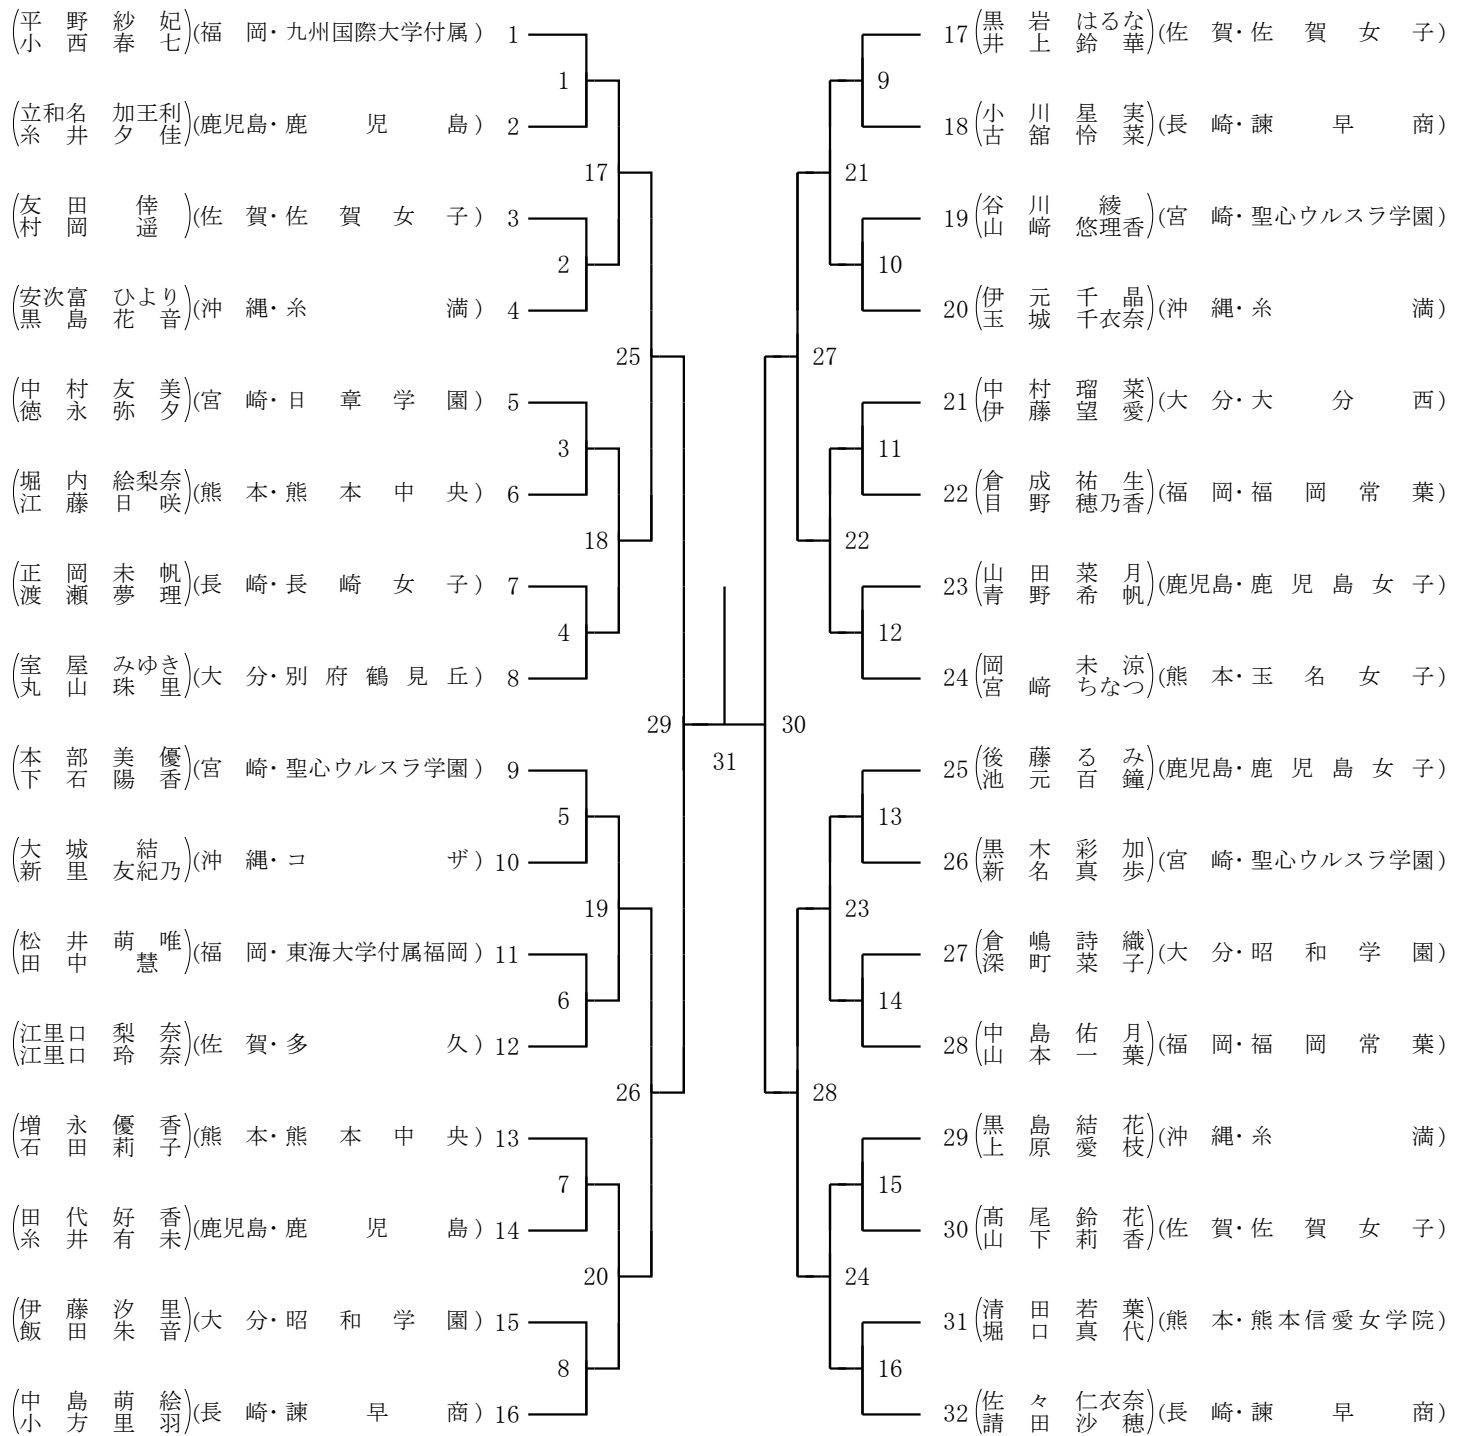 平野紗妃
小西春七
(福岡・九州国際大学付属) 1
立和名加王利
糸井夕佳
(鹿児島・鹿児島) 2
友田倖
村岡遥
(佐賀・佐賀女子) 3
安次富ひより
黒島花音
(沖縄・糸満) 4
中村友美
徳永弥夕
(宮崎・日章学園) 5
堀内絵梨奈
江藤日咲
(熊本・熊本中央) 6
正岡未帆
渡瀬夢理
(長崎・長崎女子) 7
室屋みゆき
丸山珠里
(大分・別府鶴見丘) 8
本部美優
下石陽香
(宮崎・聖心ウルスラ学園) 9
大城結
新里友紀乃
(沖縄・コザ) 10
松井萌唯
田中慧
(福岡・東海大学付属福岡) 11
江里口梨奈
江里口玲奈
(佐賀・多久) 12
増永優香
石田莉子
(熊本・熊本中央) 13
田代好香
糸井有未
(鹿児島・鹿児島) 14
伊藤汐里
飯田朱音
(大分・昭和学園) 15
中島萌絵
小方里羽
(長崎・諫早商) 16
1
2
3
4
5
6
7
8
17
18
19
20
25
26
29
31
30
27
28
21
22
23
24
9
10
11
12
13
14
15
16
17 黒岩はるな
井上鈴華
(佐賀・佐賀女子)
18 小川星実
古舘怜菜
(長崎・諫早商)
19 谷川綾
山﨑悠理香
(宮崎・聖心ウルスラ学園)
20 伊元千晶
玉城千衣奈
(沖縄・糸満)
21 中村瑠菜
伊藤望愛
(大分・大分西)
22 倉成祐生
目野穂乃香
(福岡・福岡常葉)
23 山田菜月
青野希帆
(鹿児島・鹿児島女子)
24 岡未涼
宮﨑ちなつ
(熊本・玉名女子)
25 後藤るみ
池元百鐘
(鹿児島・鹿児島女子)
26 黒木彩加
新名真歩
(宮崎・聖心ウルスラ学園)
27 倉嶋詩織
深町菜子
(大分・昭和学園)
28 中島佑月
山本一葉
(福岡・福岡常葉)
29 黒島結花
上原愛枝
(沖縄・糸満)
30 髙尾鈴花
山下莉香
(佐賀・佐賀女子)
31 清田若葉
堀口真代
(熊本・熊本信愛女学院)
32 佐々仁衣奈
請田沙穂
(長崎・諫早商)